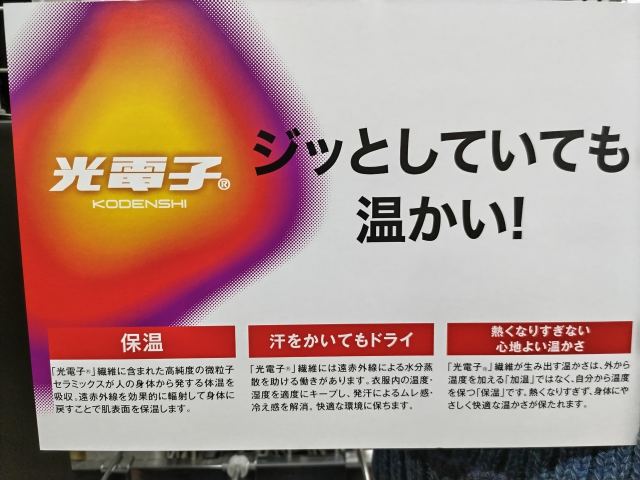 光電子®
KODENSHI
ジッとしていても
温かい!
保温
「光電子®」繊維に含まれた高純度の微粒子
セラミックスが人の身体から発する体温を
吸収。遠赤外線を効果的に輻射して身体に
戻すことで肌表面を保温します。
汗をかいてもドライ
「光電子®」繊維には遠赤外線による水分蒸
散を助ける働きがあります。衣服内の温度・
湿度を適度にキープし、発汗によるムレ感・
冷え感を解消。快適な環境に保ちます。
熱くなりすぎない
心地よい温かさ
「光電子®」繊維が生み出す温かさは、外から
温度を加える「加温」ではなく、自分から温度
を保つ「保温」です。熱くなりすぎず、身体にや
さしく快適な温かさが保たれます。